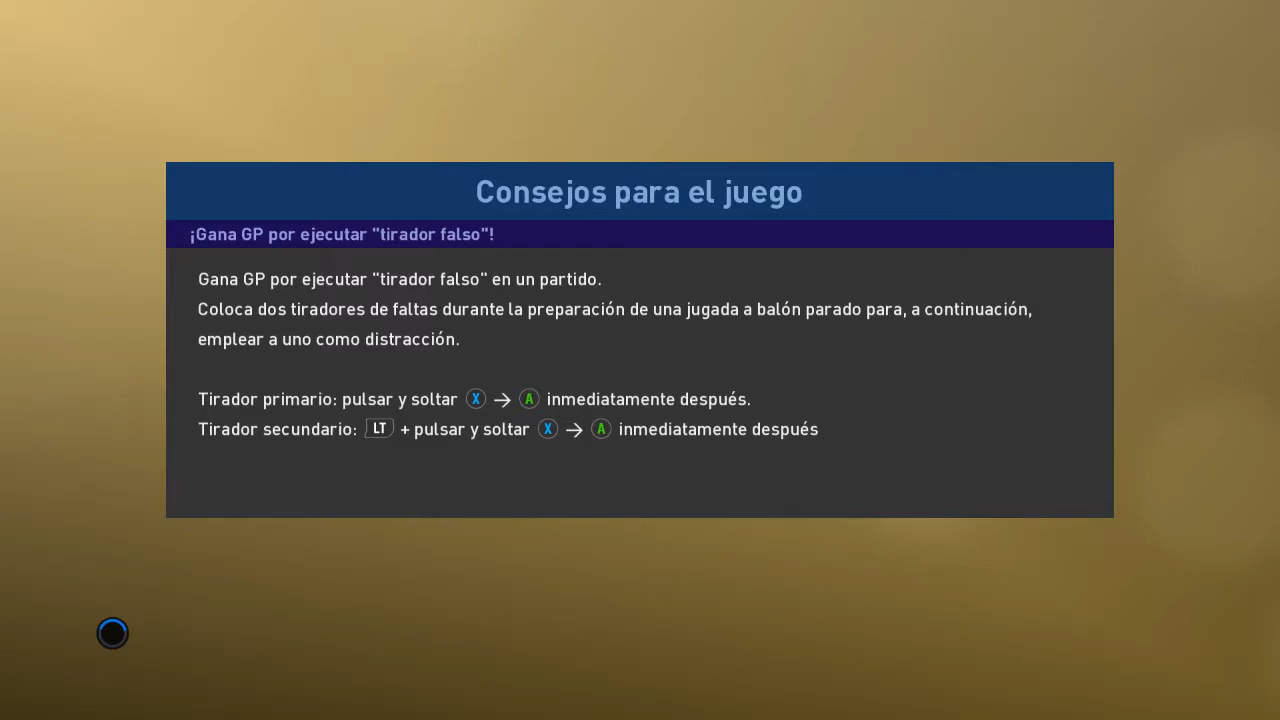 Consejos para el juego
¡Gana GP por ejecutar "tirador falso"!
Gana GP por ejecutar "tirador falso" en un partido.
Coloca dos tiradores de faltas durante la preparación de una jugada a balón parado para, a continuación,
emplear a uno como distracción.
Tirador primario: pulsar y soltar X → A inmediatamente después.
Tirador secundario: LT + pulsar y soltar X → A inmediatamente después